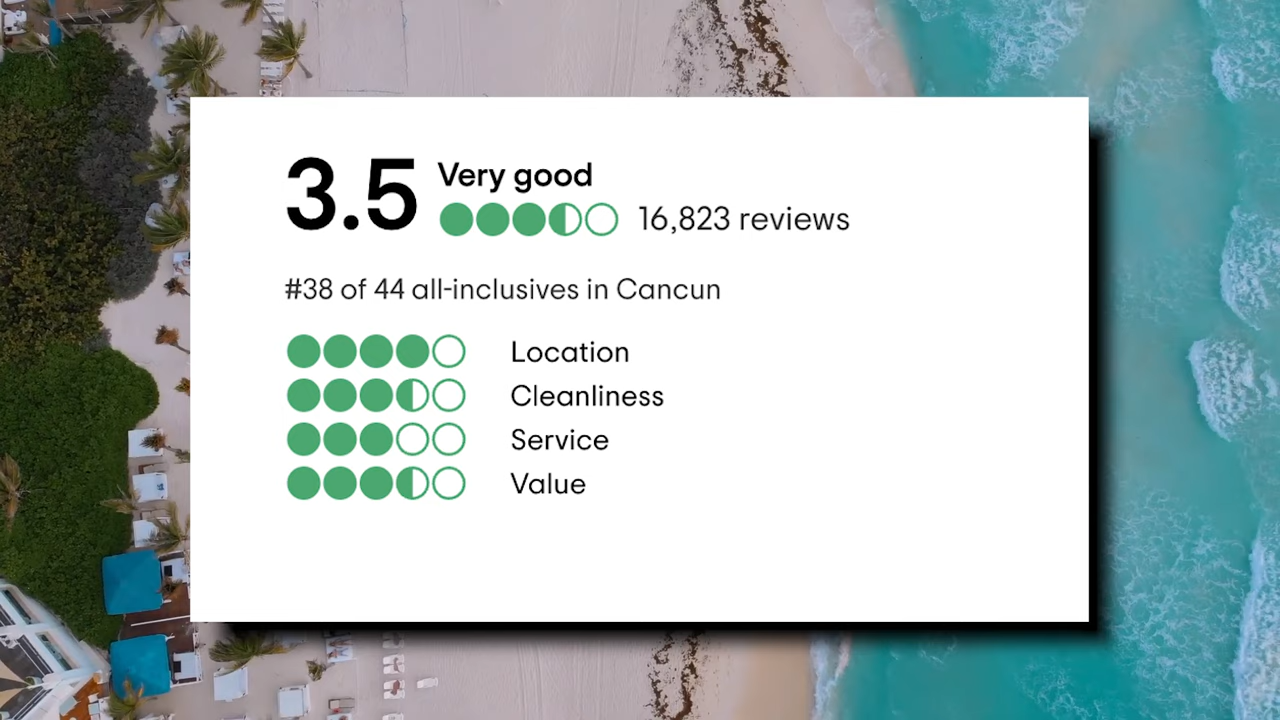 3.5 Very good
16,823 reviews
#38 of 44 all-inclusives in Cancun
Location
Cleanliness
Service
Value